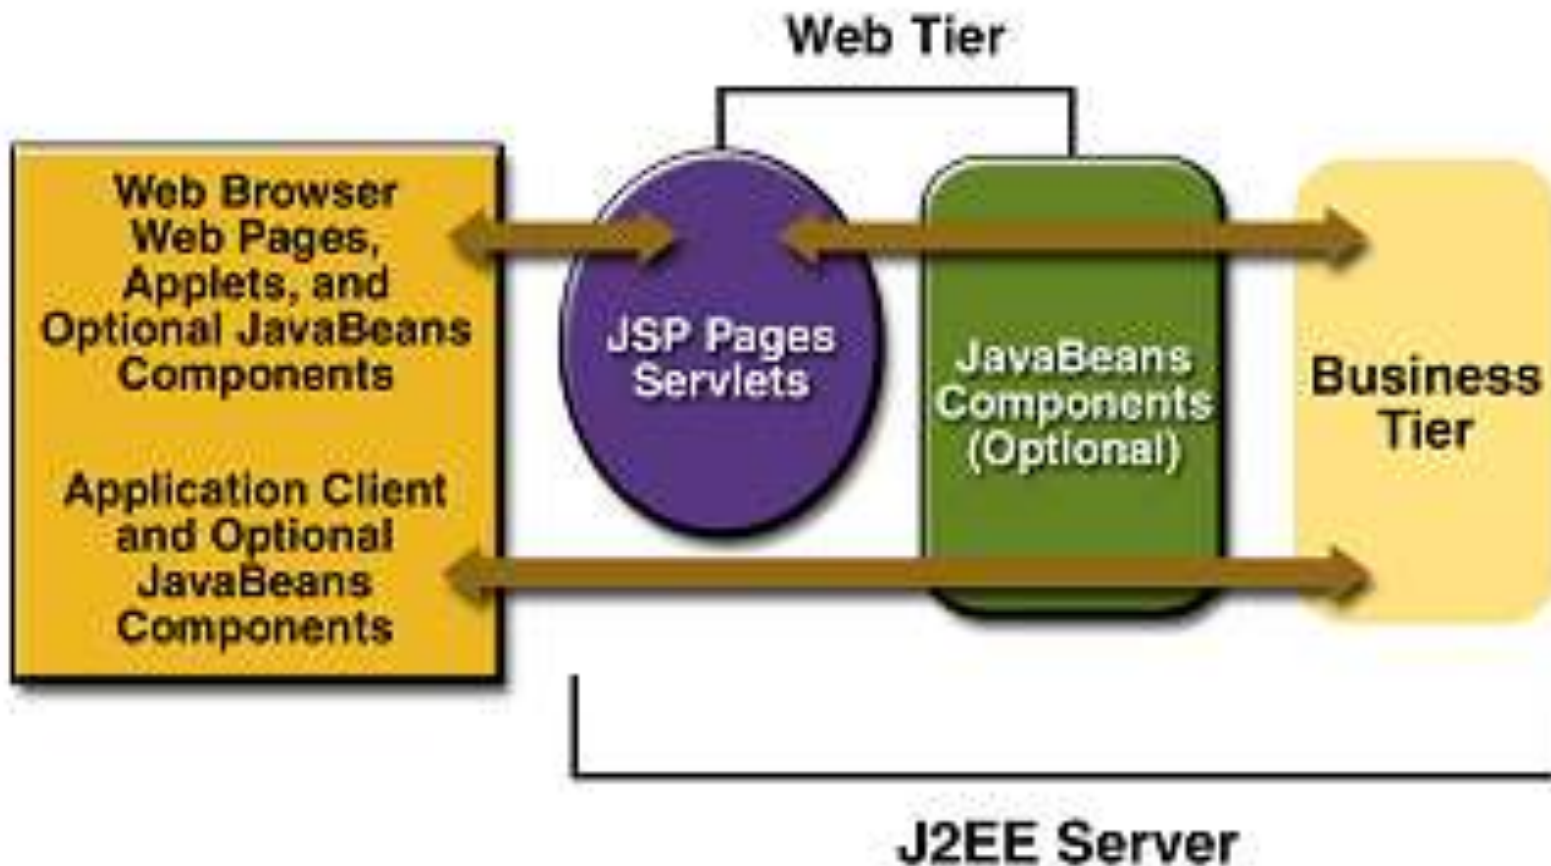 Web Tier
Web Browser
Web Pages,
Applets, and
Optional JavaBeans
Components
Application Client
and Optional
JavaBeans
Components
JSP Pages
Servlets
JavaBeans
Components
(Optional)
Business
Tier
J2EE Server